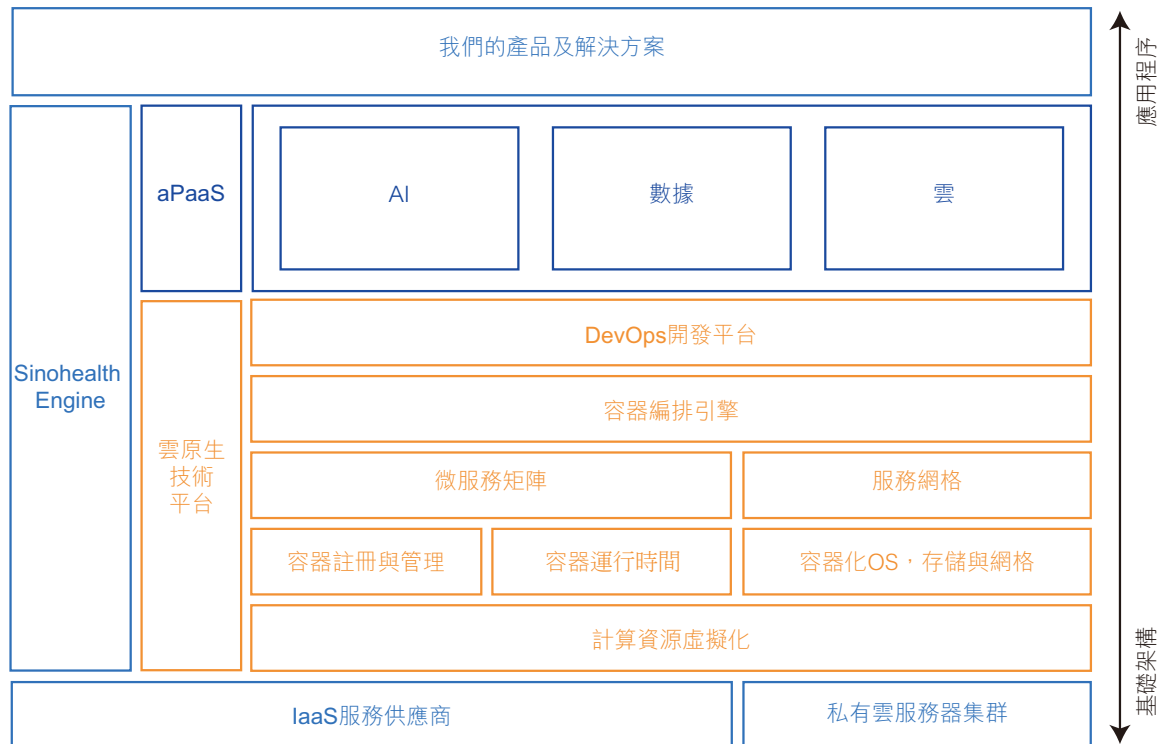 我們的產品及解決方案
應用程序
aPaaS
AI
數據
雲
Sinohealth
Engine
DevOps開發平台
容器編排引擎
雲原生
技術
平台
微服務矩陣
服務網格
容器註冊與管理
容器運行時間
容器化OS，存儲與網格
計算資源虛擬化
基礎架構
IaaS服務供應商
私有雲服務器集群